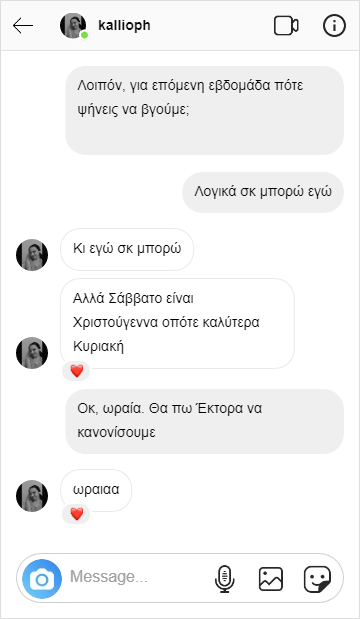 kallioph
Λοιπόν, για επόμενη εβδομάδα πότε
ψήνεις να βγούμε;
Λογικά σκ μπορώ εγώ
Κι εγώ σκ μπορώ
Αλλά Σάββατο είναι
Χριστούγεννα οπότε καλύτερα
Κυριακή
Οκ, ωραία. Θα πω Έκτορα να
κανονίσουμε
ωραιαα
Message...